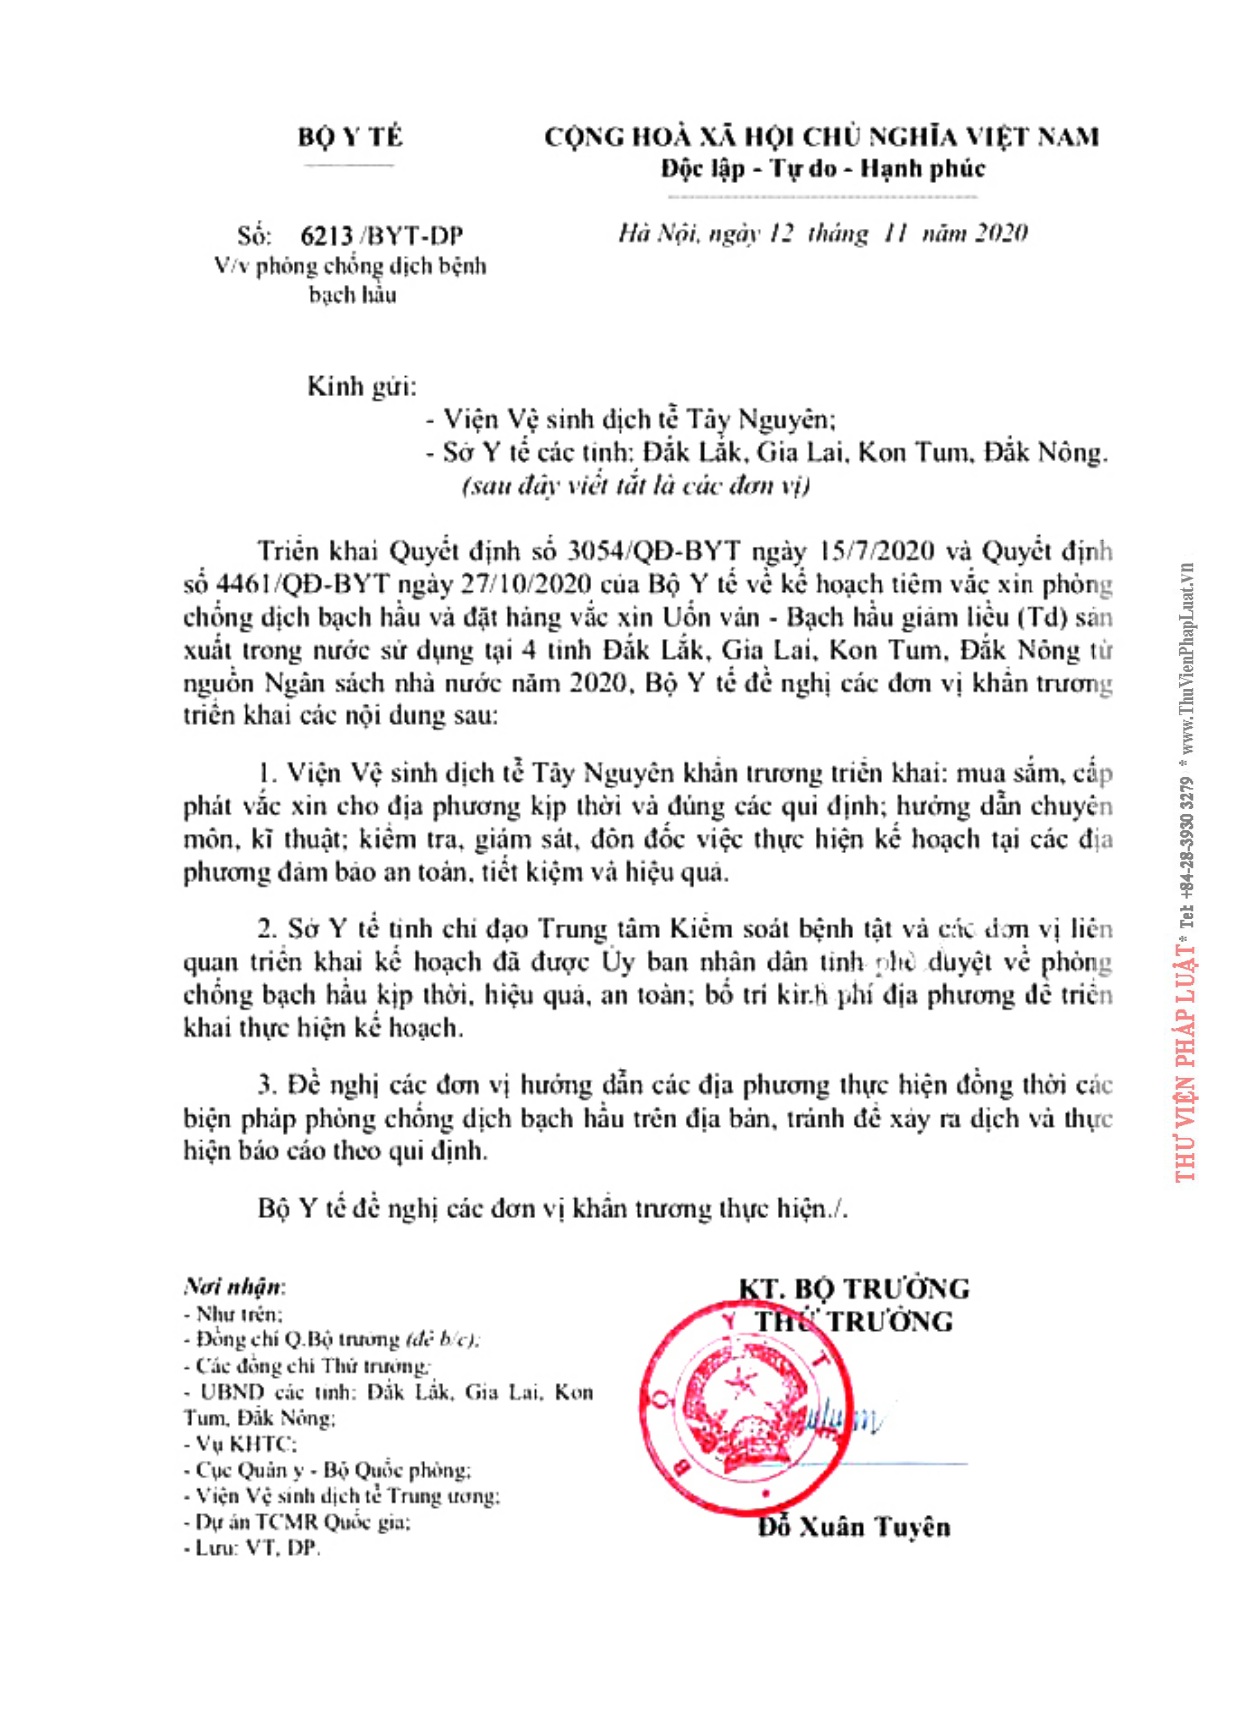 BỘ Y TẾ
CỘNG HOÀ XÃ HỘI CHỦ NGHĨA VIỆT NAM
Độc lập - Tự do - Hạnh phúc
Số: 6213 /BYT-DP
V/v phòng chống dịch bệnh
bạch hầu
Hà Nội, ngày 12 tháng 11 năm 2020
Kính gửi:
- Viện Vệ sinh dịch tễ Tây Nguyên;
- Sở Y tế các tỉnh: Đắk Lắk, Gia Lai, Kon Tum, Đắk Nông.
(sau đây viết tắt là các đơn vị)
Triển khai Quyết định số 3054/QĐ-BYT ngày 15/7/2020 và Quyết định
số 4461/QĐ-BYT ngày 27/10/2020 của Bộ Y tế về kế hoạch tiêm vắc xin phòng
chống dịch bạch hầu và đặt hàng vắc xin Uốn ván - Bạch hầu giảm liều (Td) sản
xuất trong nước sử dụng tại 4 tỉnh Đắk Lắk, Gia Lai, Kon Tum, Đắk Nông từ
nguồn Ngân sách nhà nước năm 2020, Bộ Y tế đề nghị các đơn vị khẩn trương
triển khai các nội dung sau:
1. Viện Vệ sinh dịch tễ Tây Nguyên khẩn trương triển khai: mua sắm, cấp
phát vắc xin cho địa phương kịp thời và đúng các qui định; hướng dẫn chuyên
môn, kĩ thuật; kiểm tra, giám sát, đôn đốc việc thực hiện kế hoạch tại các địa
phương đảm bảo an toàn, tiết kiệm và hiệu quả.
2. Sở Y tế tỉnh chỉ đạo Trung tâm Kiểm soát bệnh tật và các đơn vị liên
quan triển khai kế hoạch đã được Ủy ban nhân dân tỉnh phê duyệt về phòng
chống bạch hầu kịp thời, hiệu quả, an toàn; bố trí kinh phí địa phương để triển
khai thực hiện kế hoạch.
3. Đề nghị các đơn vị hướng dẫn các địa phương thực hiện đồng thời các
biện pháp phòng chống dịch bạch hầu trên địa bàn, tránh để xảy ra dịch và thực
hiện báo cáo theo qui định.
Bộ Y tế đề nghị các đơn vị khẩn trương thực hiện./.
Nơi nhận:
- Như trên;
- Đồng chí Q.Bộ trưởng (để b/c);
- Các đồng chí Thứ trưởng;
- UBND các tỉnh: Đắk Lắk, Gia Lai, Kon
Tum, Đắk Nông;
- Vụ KHTC;
- Cục Quân y - Bộ Quốc phòng;
- Viện Vệ sinh dịch tễ Trung ương;
- Dự án TCMR Quốc gia;
- Lưu: VT, DP.
KT. BỘ TRƯỞNG
THỨ TRƯỞNG
BỘ Y TẾ
Đỗ Xuân Tuyên
THƯ VIỆN PHÁP LUẬT * Tel: +84-28-3930 3279 * www.ThuVienPhapLuat.vn